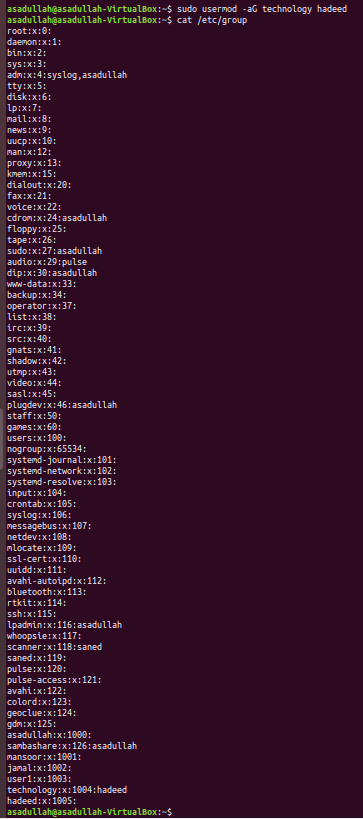 asadullah@asadullah-VirtualBox:~$ sudo usermod -aG technology hadeed
asadullah@asadullah-VirtualBox:~$ cat /etc/group
root:x:0:
daemon:x:1:
bin:x:2:
sys:x:3:
adm:x:4:syslog,asadullah
tty:x:5:
disk:x:6:
lp:x:7:
mail:x:8:
news:x:9:
uucp:x:10:
man:x:12:
proxy:x:13:
kmem:x:15:
dialout:x:20:
fax:x:21:
voice:x:22:
cdrom:x:24:asadullah
floppy:x:25:
tape:x:26:
sudo:x:27:asadullah
audio:x:29:pulse
dip:x:30:asadullah
www-data:x:33:
backup:x:34:
operator:x:37:
list:x:38:
irc:x:39:
src:x:40:
gnats:x:41:
shadow:x:42:
utmp:x:43:
video:x:44:
sasl:x:45:
plugdev:x:46:asadullah
staff:x:50:
games:x:60:
users:x:100:
nogroup:x:65534:
systemd-journal:x:101:
systemd-network:x:102:
systemd-resolve:x:103:
input:x:104:
crontab:x:105:
syslog:x:106:
messagebus:x:107:
netdev:x:108:
mlocate:x:109:
ssl-cert:x:110:
uuidd:x:111:
avahi-autoipd:x:112:
bluetooth:x:113:
rtkit:x:114:
ssh:x:115:
lpadmin:x:116:asadullah
whoopsie:x:117:
scanner:x:118:saned
saned:x:119:
pulse:x:120:
pulse-access:x:121:
avahi:x:122:
colord:x:123:
geoclue:x:124:
gdm:x:125:
asadullah:x:1000:
sambashare:x:126:asadullah
mansoor:x:1001:
jamal:x:1002:
user1:x:1003:
technology:x:1004:hadeed
hadeed:x:1005:
asadullah@asadullah-VirtualBox:~$